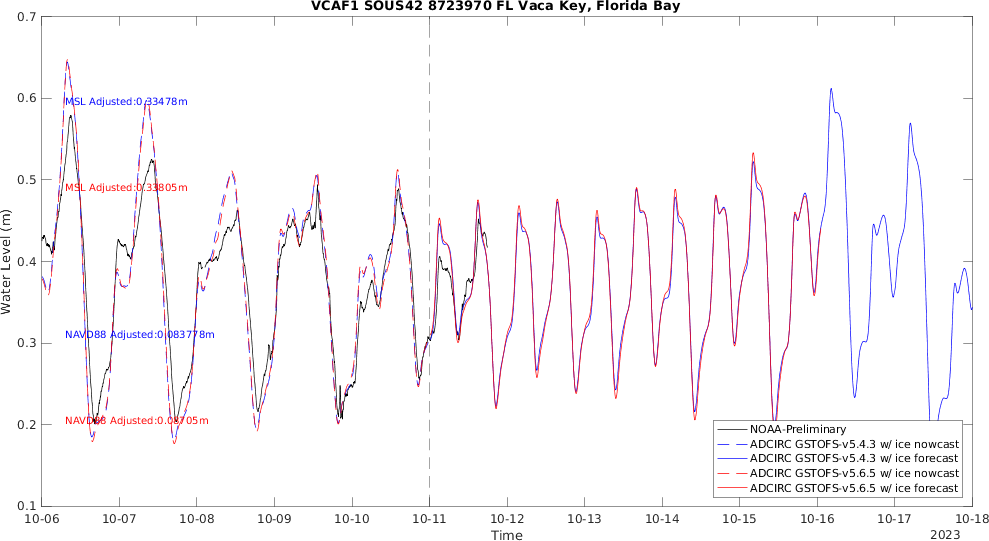 VCAF1 SOUS42 8723970 FL Vaca Key, Florida Bay
0.7
0.6
0.5
0.4
0.3
0.2
0.1
Water Level (m)
MSL Adjusted:0.33478m
MSL Adjusted:0.33805m
NAVD88 Adjusted:0.083778m
NAVD88 Adjusted:0.08705m
NOAA-Preliminary
ADCIRC GSTOFS-v5.4.3 w/ ice nowcast
ADCIRC GSTOFS-v5.4.3 w/ ice forecast
ADCIRC GSTOFS-v5.6.5 w/ ice nowcast
ADCIRC GSTOFS-v5.6.5 w/ ice forecast
10-06 10-07 10-08 10-09 10-10 10-11 10-12 10-13 10-14 10-15 10-16 10-17 10-18
Time
2023